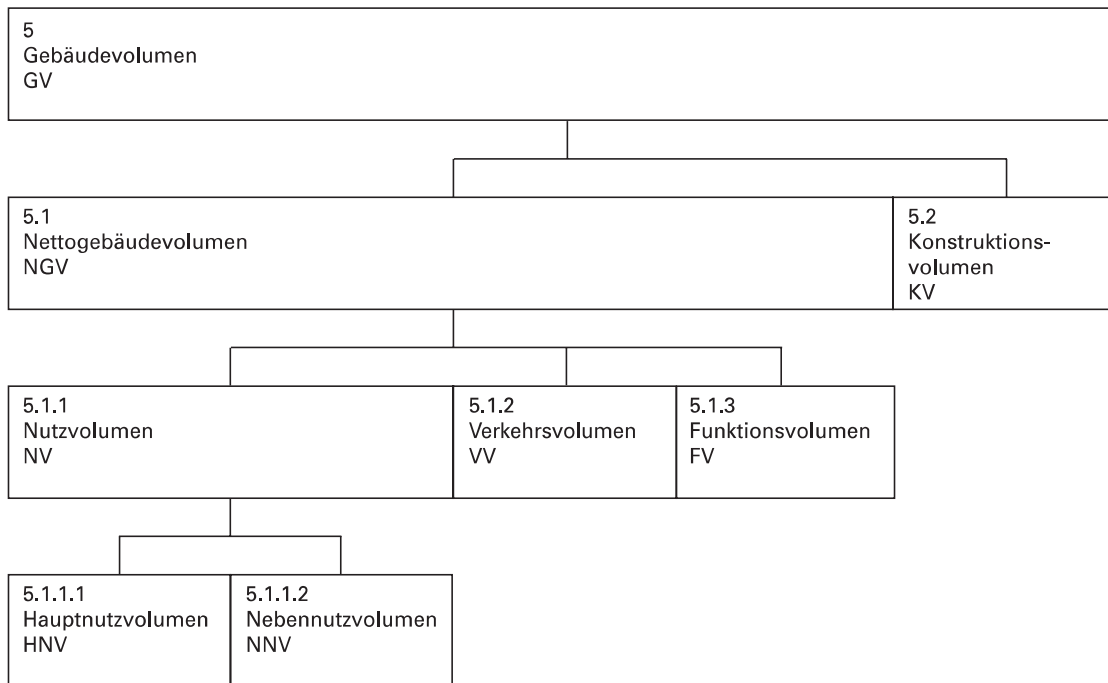 5
Gebäudevolumen
GV
5.1
Nettogebäudevolumen
NGV
5.2
Konstruktions-
volumen
KV
5.1.1
Nutzvolumen
NV
5.1.2
Verkehrsvolumen
VV
5.1.3
Funktionsvolumen
FV
5.1.1.1
Hauptnutzvolumen
HNV
5.1.1.2
Nebennutzvolumen
NNV